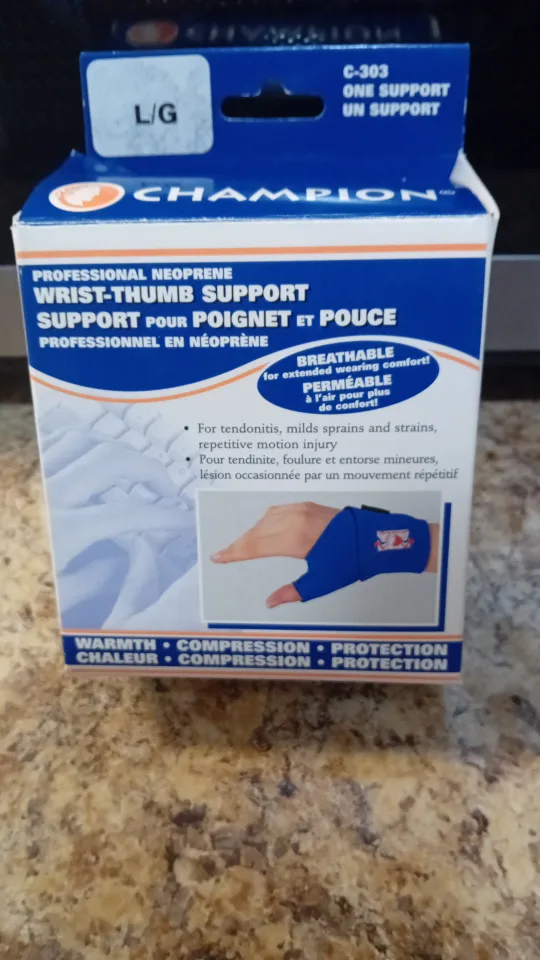 L/G
C-303
ONE SUPPORT
UN SUPPORT
CHAMPION
PROFESSIONAL NEOPRENE
WRIST-THUMB SUPPORT
SUPPORT POUR POIGNET ET POUCE
PROFESSIONNEL EN NÉOPRÈNE
BREATHABLE
for extended wearing comfort!
PERMÉABLE
à l'air pour plus
de confort!
• For tendonitis, milds sprains and strains,
repetitive motion injury
• Pour tendinite, foulure et entorse mineures,
lésion occasionnée par un mouvement répétitif
WARMTH • COMPRESSION • PROTECTION
CHALEUR • COMPRESSION • PROTECTION